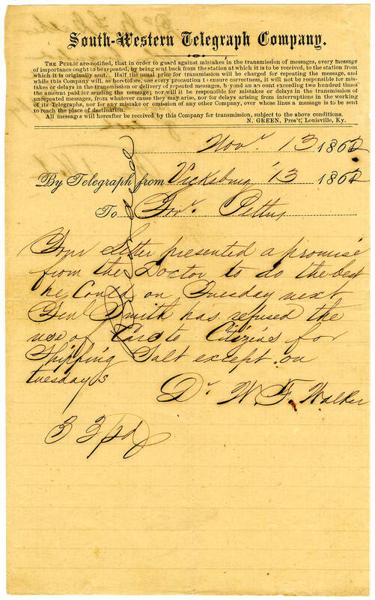 South-Western Telegraph Company.
THE PUBLIC are notified, that in order to guard against mistakes in the transmission of messages, every message
of importance ought to be repeated, by being sent back from the station at which it is to be received, to the station from
which it is originally sent. Half the usual price for transmission will be charged for repeating the message, and
while this Company will, as heretofore, use every precaution to ensure correctness, it will not be responsible for mis-
takes or delays in the transmission or delivery of repeated messages, beyond an amount exceeding two hundred times
the amount paid for sending the message; nor will it be responsible for mistakes or delays in the transmission of
unrepeated messages, from whatever cause they may arise, nor for delays arising from interruptions in the working
of its Telegraphs, nor for any mistake or omission of any other Company, over whose lines a message is to be sent
to reach the place of destination.
All messages will hereafter be received by this Company for transmission, subject to the above conditions.
N. GREEN, Pres't, Louisville, Ky.
Nov. 13 1862
By Telegraph from Vicksburg 13 1862
To Gov. Pettus
Your Letter presented a promise
from the Doctor to do the best
he Could on Tuesday next
Gen Smith has refused the
use of Cars to Citizens for
Shipping Salt except on
tuesdays
Dr W. F. Walker
33 pd